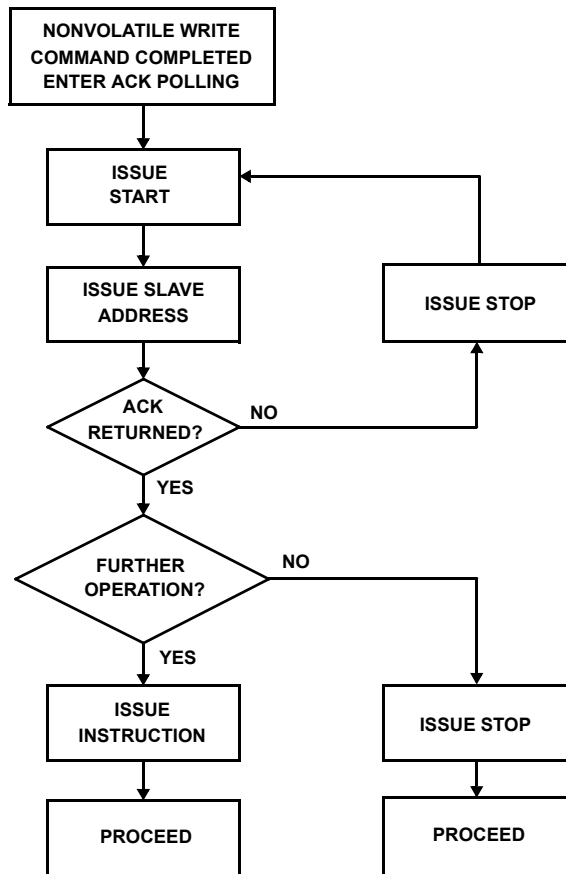 NONVOLATILE WRITE
COMMAND COMPLETED
ENTER ACK POLLING
ISSUE
START
ISSUE SLAVE
ADDRESS
ISSUE STOP
ACK
RETURNED?
NO
YES
FURTHER
OPERATION?
NO
YES
ISSUE
INSTRUCTION
ISSUE STOP
PROCEED
PROCEED